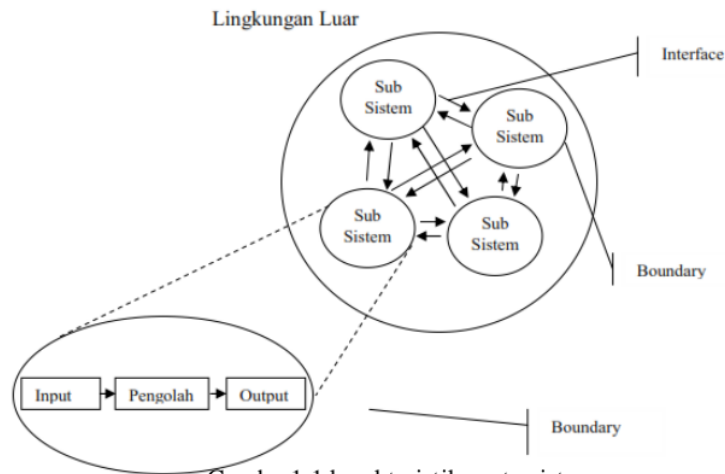 Lingkungan Luar
Interface
Sub
Sistem
Sub
Sistem
Sub
Sistem
Sub
Sistem
Boundary
Input
Pengolah
Output
Boundary